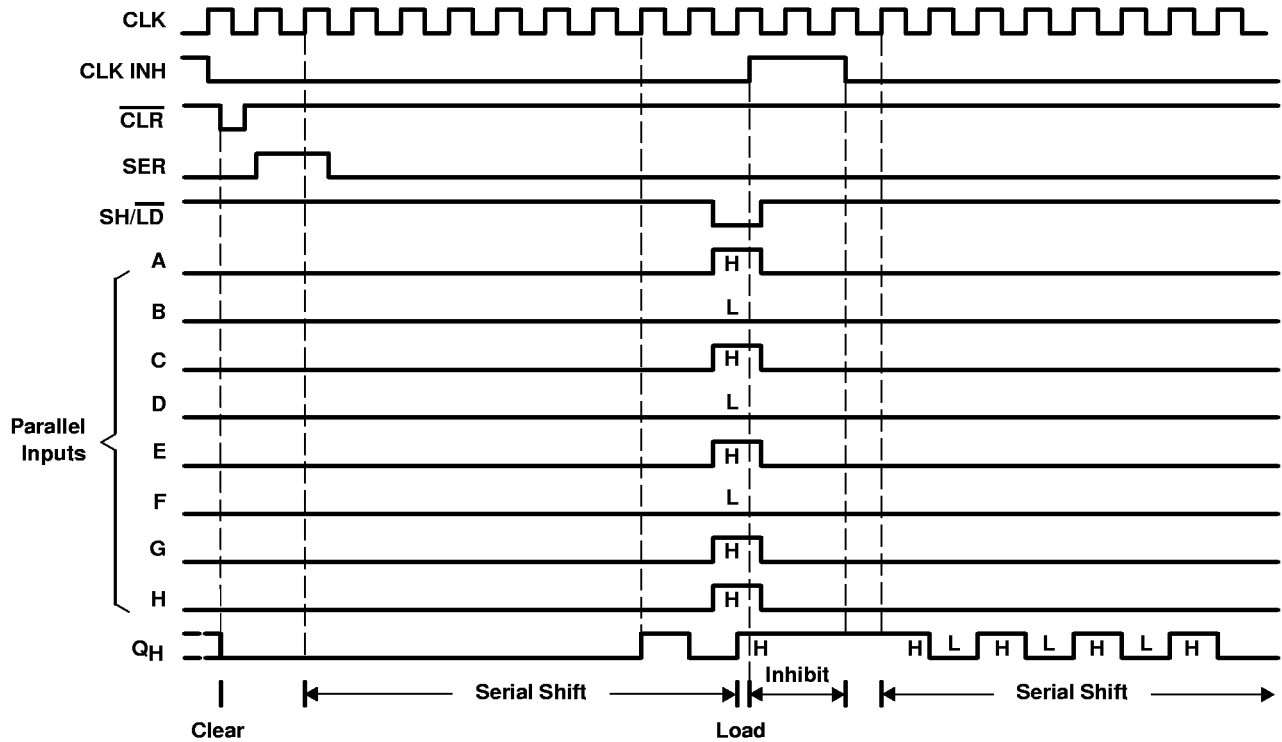 CLK
CLK INH
CLR
SER
SH/LD
A
H
B
L
C
H
D
L
Parallel
Inputs
E
H
F
L
G
H
H
H
QH
H
H
L
H
L
H
L
H
Inhibit
Serial Shift
Serial Shift
Clear
Load